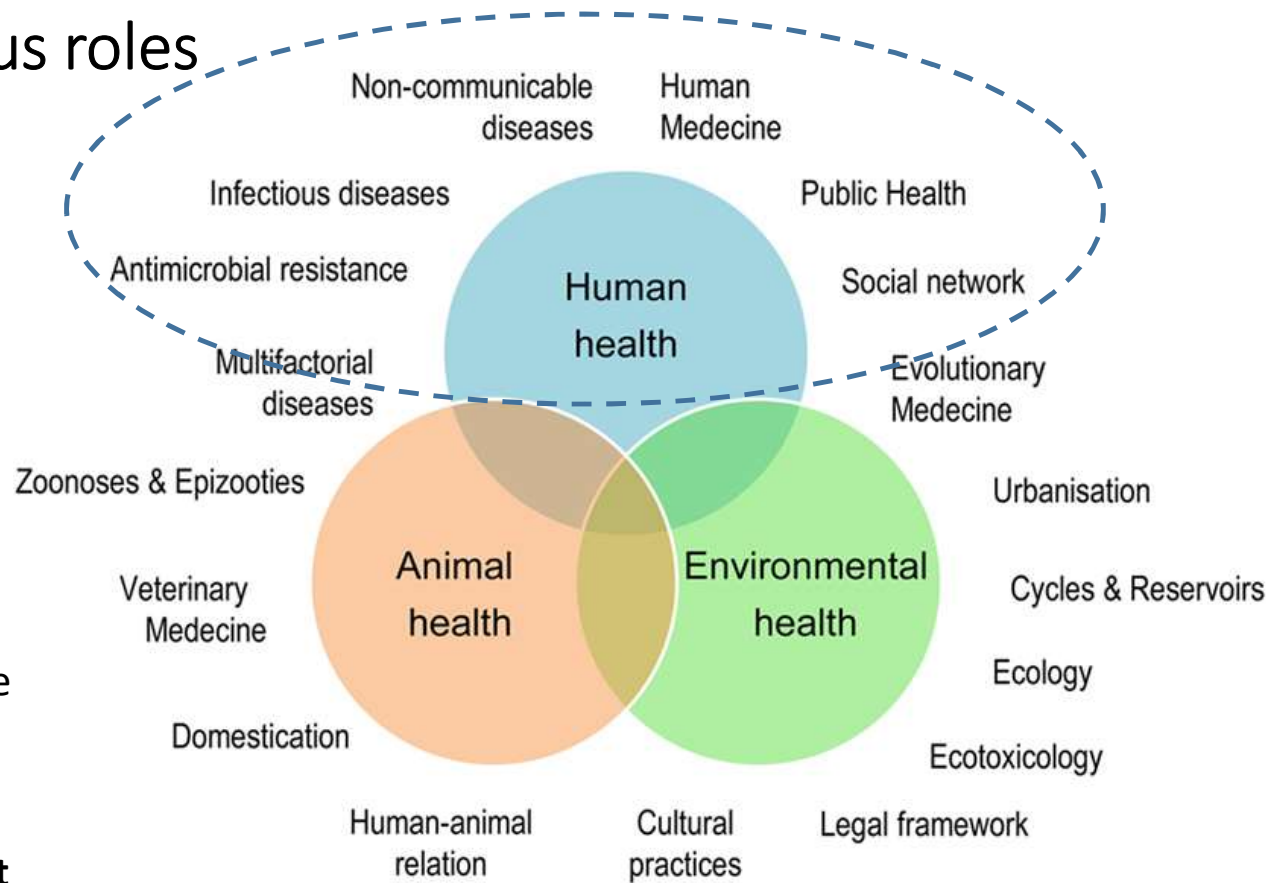 us roles
Non-communicable
diseases
Human
Medecine
Infectious diseases
Public Health
Antimicrobial resistance
Human
health
Social network
Multifactorial
diseases
Evolutionary
Medecine
Zoonoses & Epizooties
Urbanisation
Animal
health
Environmental
health
Veterinary
Medecine
Cycles & Reservoirs
e
Ecology
Domestication
Ecotoxicology
Human-animal
relation
Cultural
practices
Legal framework
t